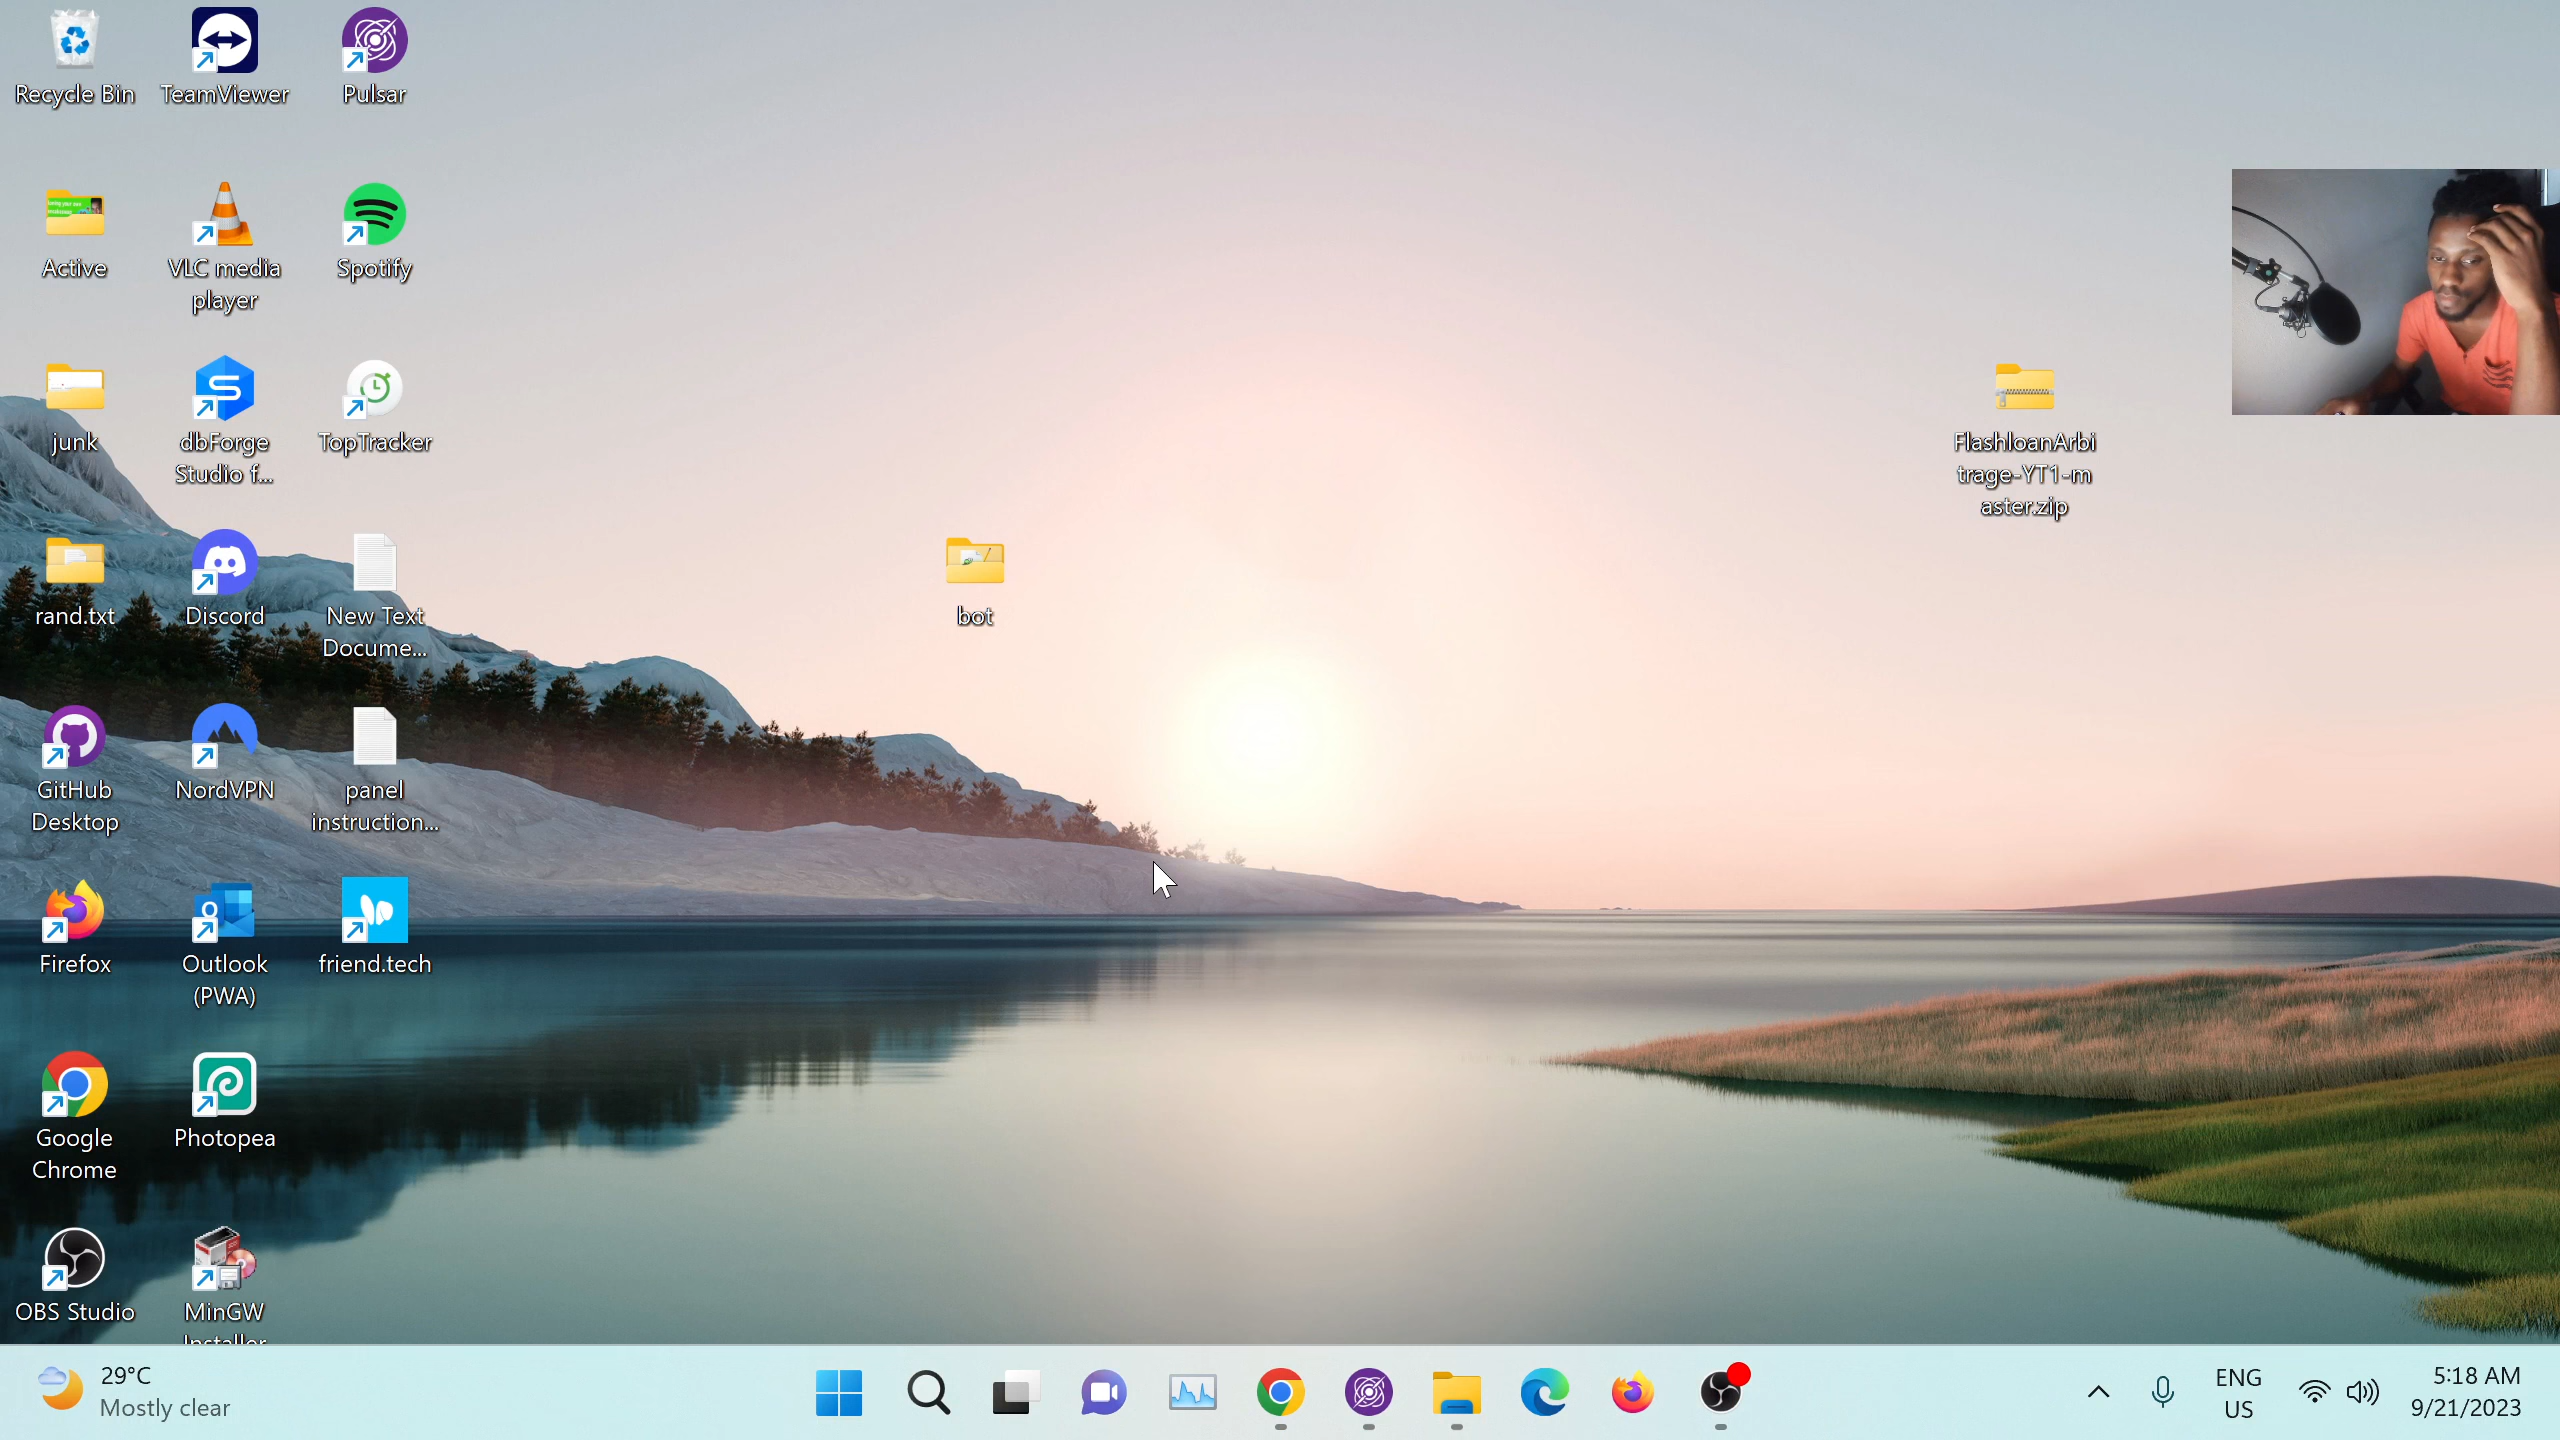 Recycle Bin
TeamViewer
Pulsar
Active
VLC media
player
Spotify
junk
dbForge
Studio f...
TopTracker
FlashloanArbi
trage-YT1-m
aster.zip
rand.txt
Discord
New Text
Docume...
bot
GitHub
Desktop
NordVPN
panel
instruction...
Firefox
Outlook
(PWA)
friend.tech
Google
Chrome
Photopea
OBS Studio
MinGW
Installer
29°C
Mostly clear
ENG
US
5:18 AM
9/21/2023